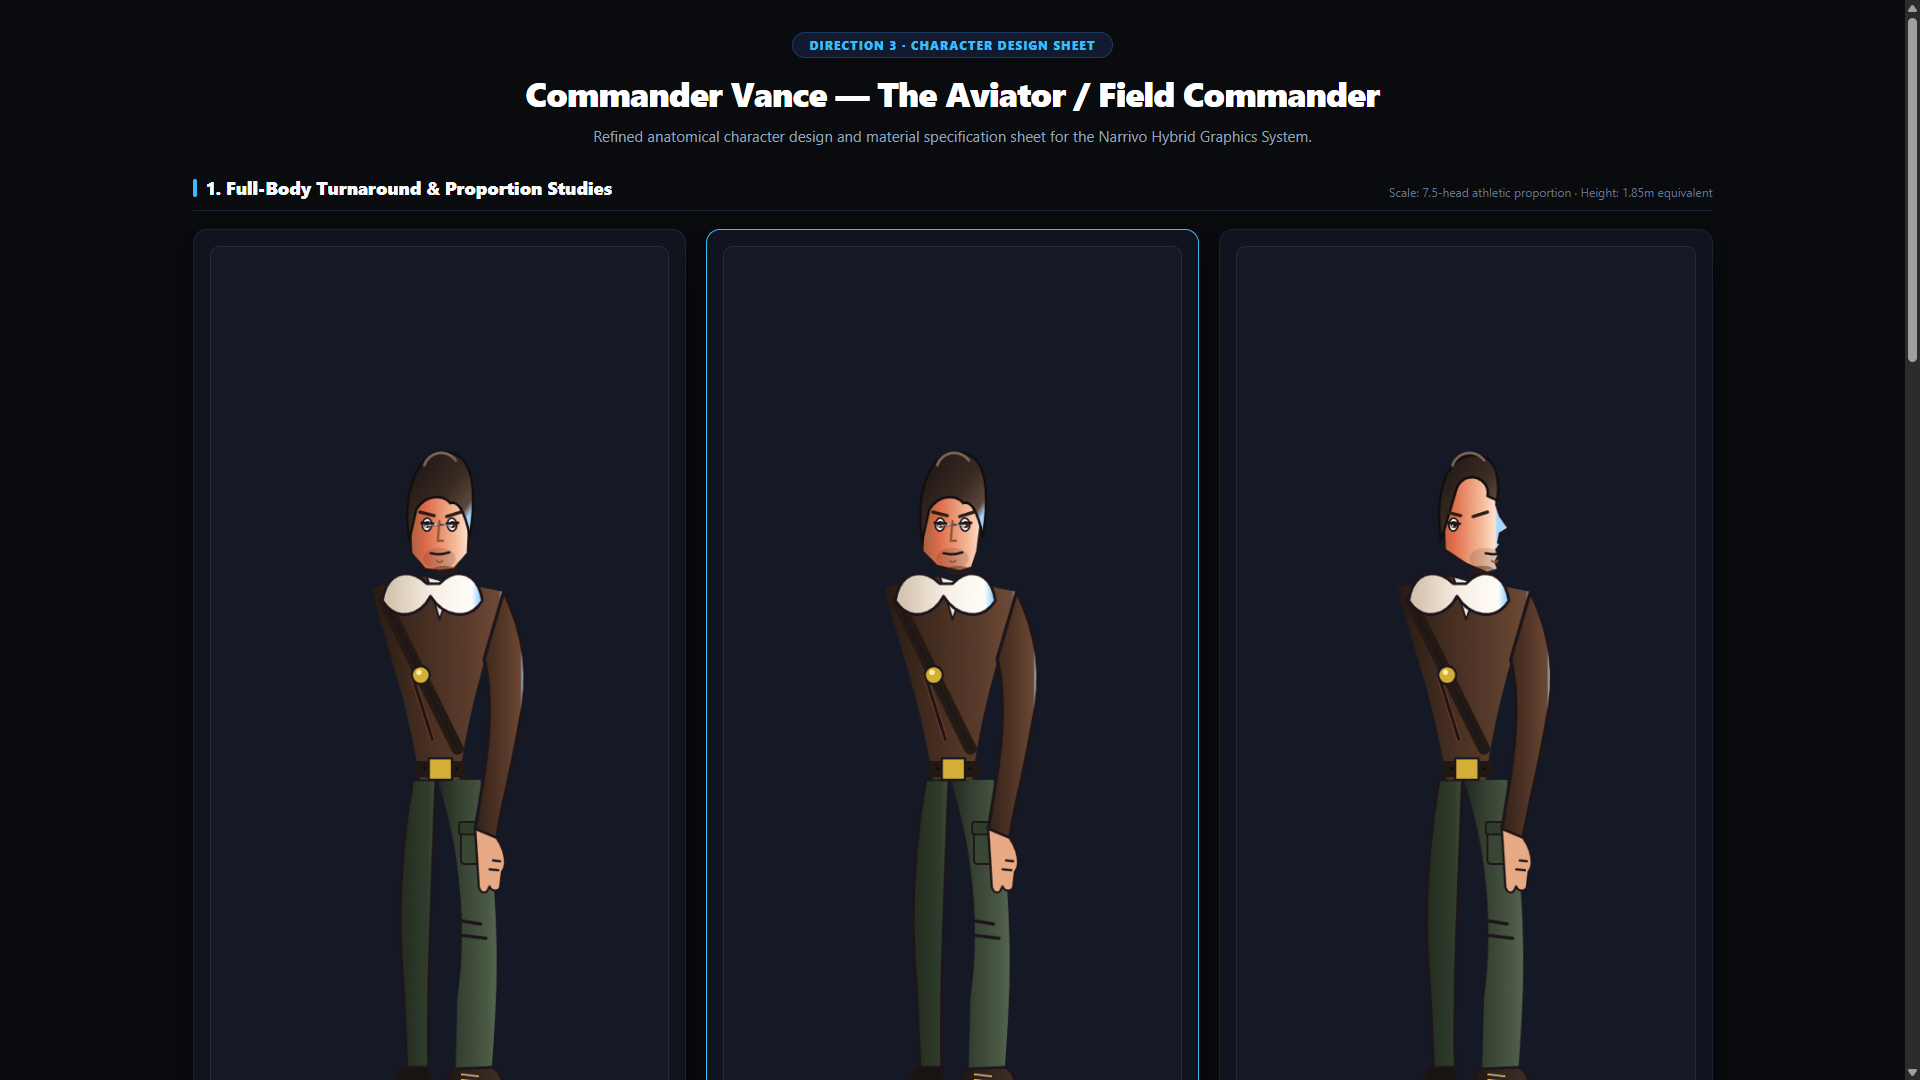 DIRECTION 3 · CHARACTER DESIGN SHEET
Commander Vance — The Aviator / Field Commander
Refined anatomical character design and material specification sheet for the Narrivo Hybrid Graphics System.
1. Full-Body Turnaround & Proportion Studies
Scale: 7.5-head athletic proportion · Height: 1.85m equivalent